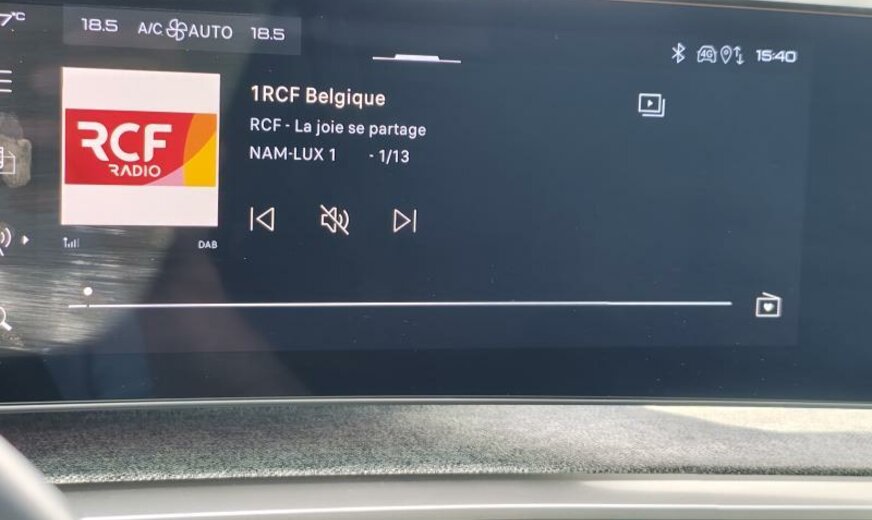 7°C
18.5 A/C AUTO 18.5
4G 15:40
RCF
RADIO
1RCF Belgique
RCF - La joie se partage
NAM-LUX 1 - 1/13
DAB